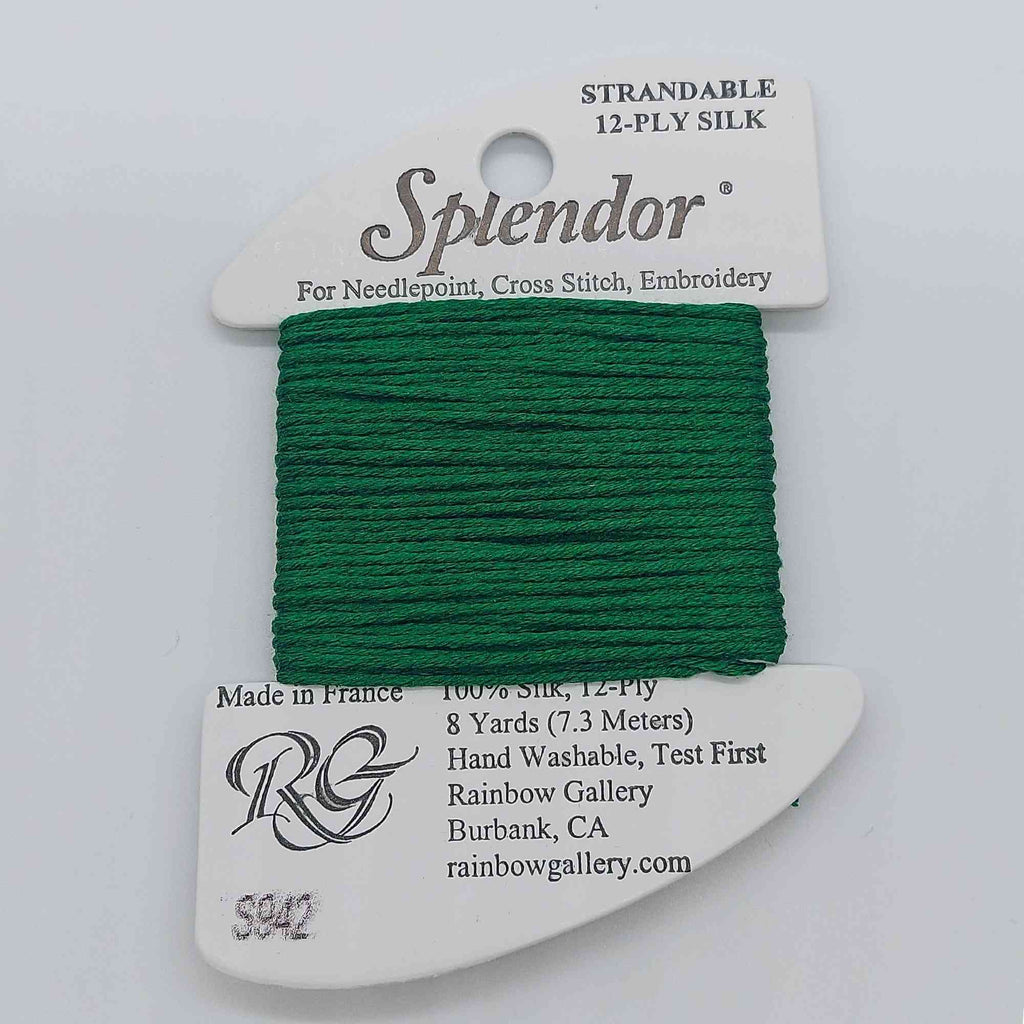 STRANDABLE
12-PLY SILK
Splendor ®
For Needlepoint, Cross Stitch, Embroidery
Made in France
100% Silk, 12-Ply
8 Yards (7.3 Meters)
Hand Washable, Test First
Rainbow Gallery
Burbank, CA
rainbowgallery.com
RG
S942